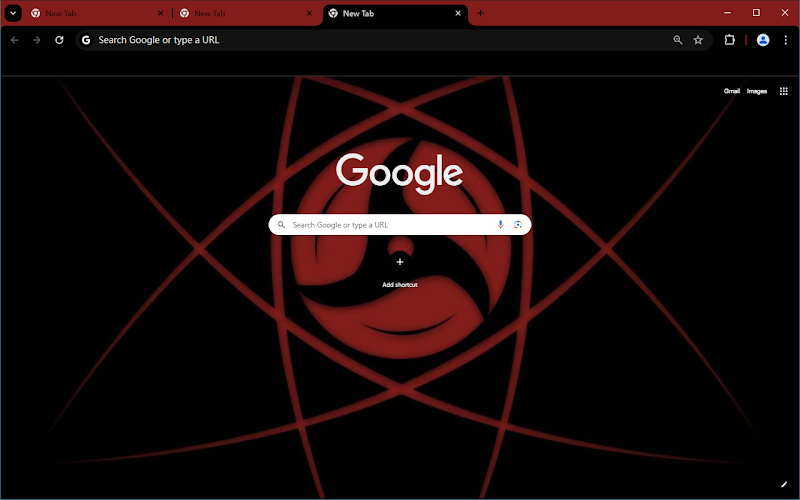 New Tab
New Tab
New Tab
Search Google or type a URL
Gmail Images
Google
Search Google or type a URL
Add shortcut